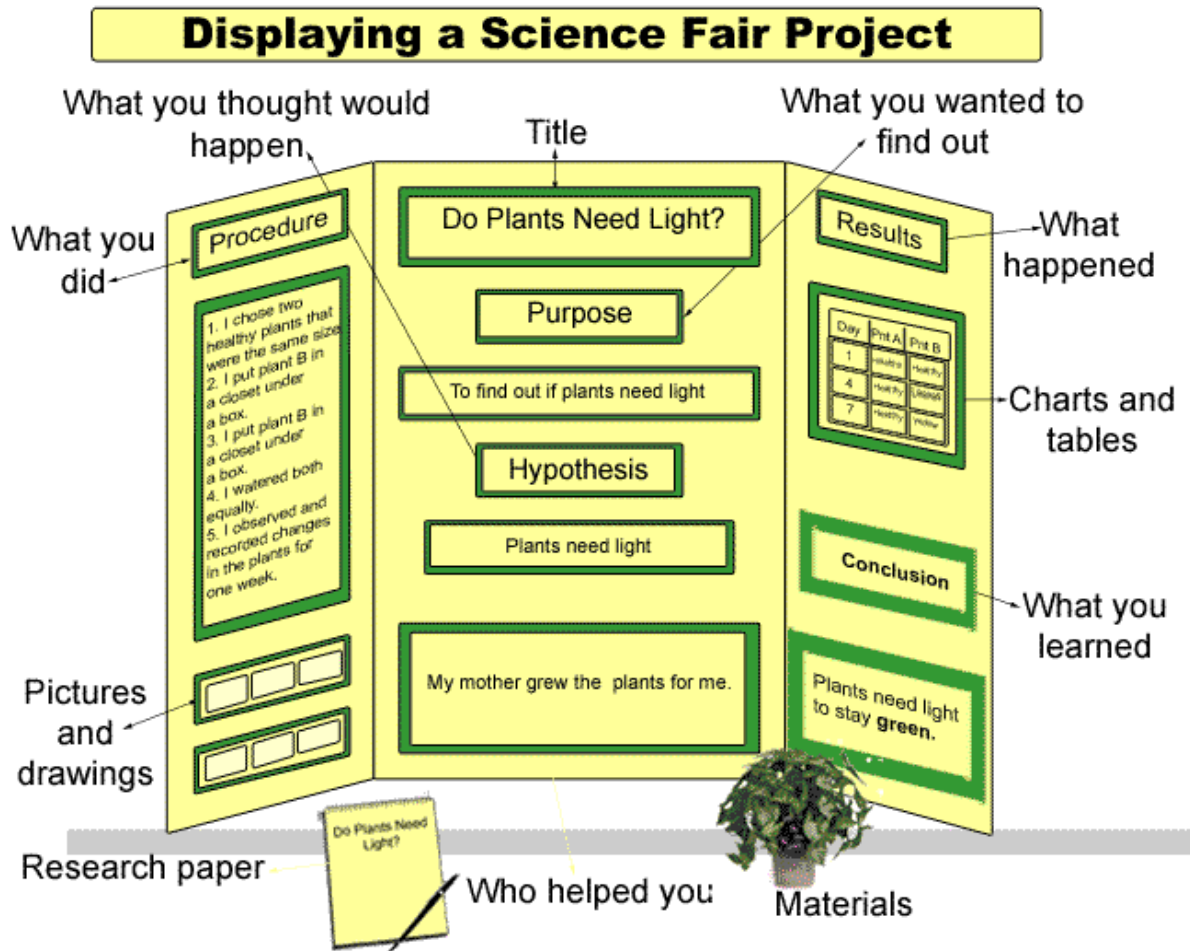 Displaying a Science Fair Project
What you thought would
happen
Title
What you wanted to
find out
What you
did
Procedure
1. I chose two
healthy plants that
were the same size
2. I put plant B in
a closet under
a box.
3. I put plant B in
a closet under
a box.
4. I watered both
equally.
5. I observed and
recorded changes
in the plants for
one week.
Pictures
and
drawings
Do Plants Need Light?
Purpose
To find out if plants need light
Hypothesis
Plants need light
My mother grew the plants for me.
Results
What
happened
Day Pnt A Pnt B
1 Healthy
4 Healthy
7 Healthy Yellow
Charts and
tables
Conclusion
What you
learned
Plants need light
to stay green.
Research paper
Do Plants Need
Light?
Who helped you
Materials